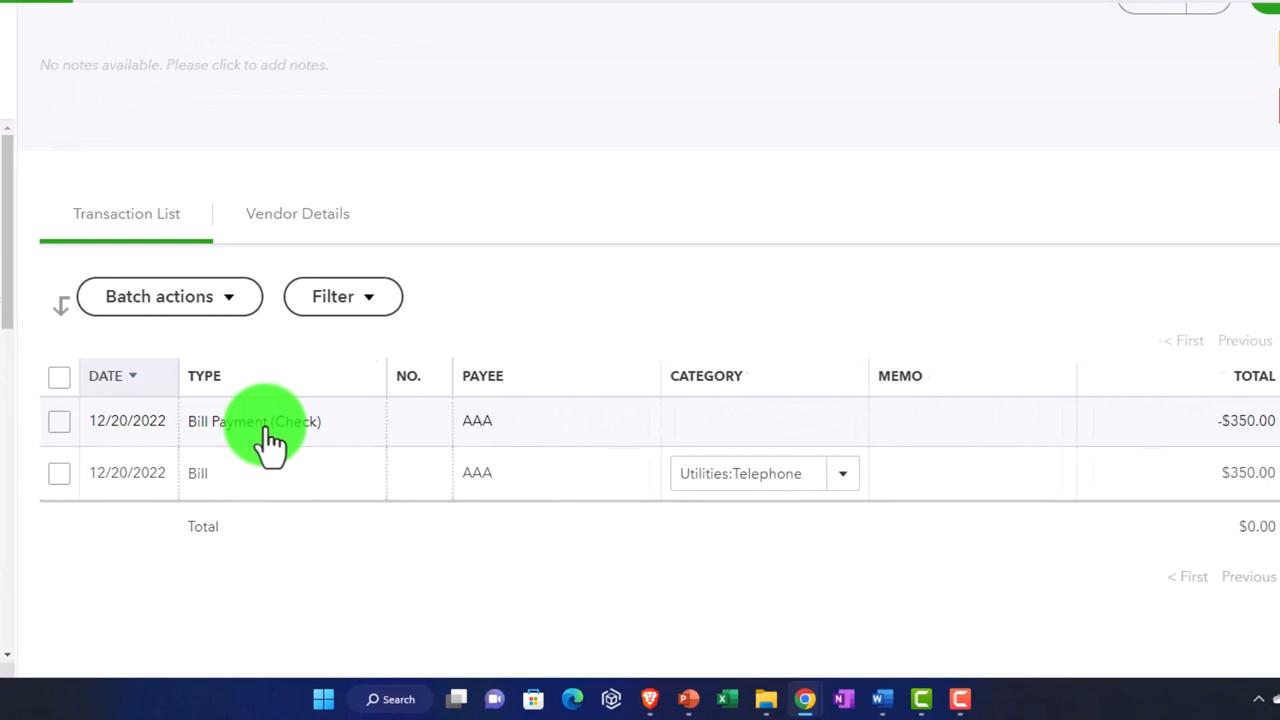 No notes available. Please click to add notes.
Transaction List
Vendor Details
Batch actions
Filter
< First Previous
DATE TYPE NO. PAYEE CATEGORY MEMO TOTAL
12/20/2022 Bill Payment (Check) AAA -$350.00
12/20/2022 Bill AAA Utilities:Telephone $350.00
Total $0.00
< First Previous
Search